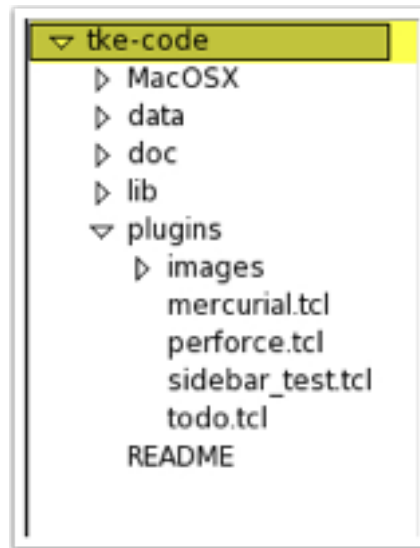 tke-code
MacOSX
data
doc
lib
plugins
images
mercurial.tcl
perforce.tcl
sidebar_test.tcl
todo.tcl
README